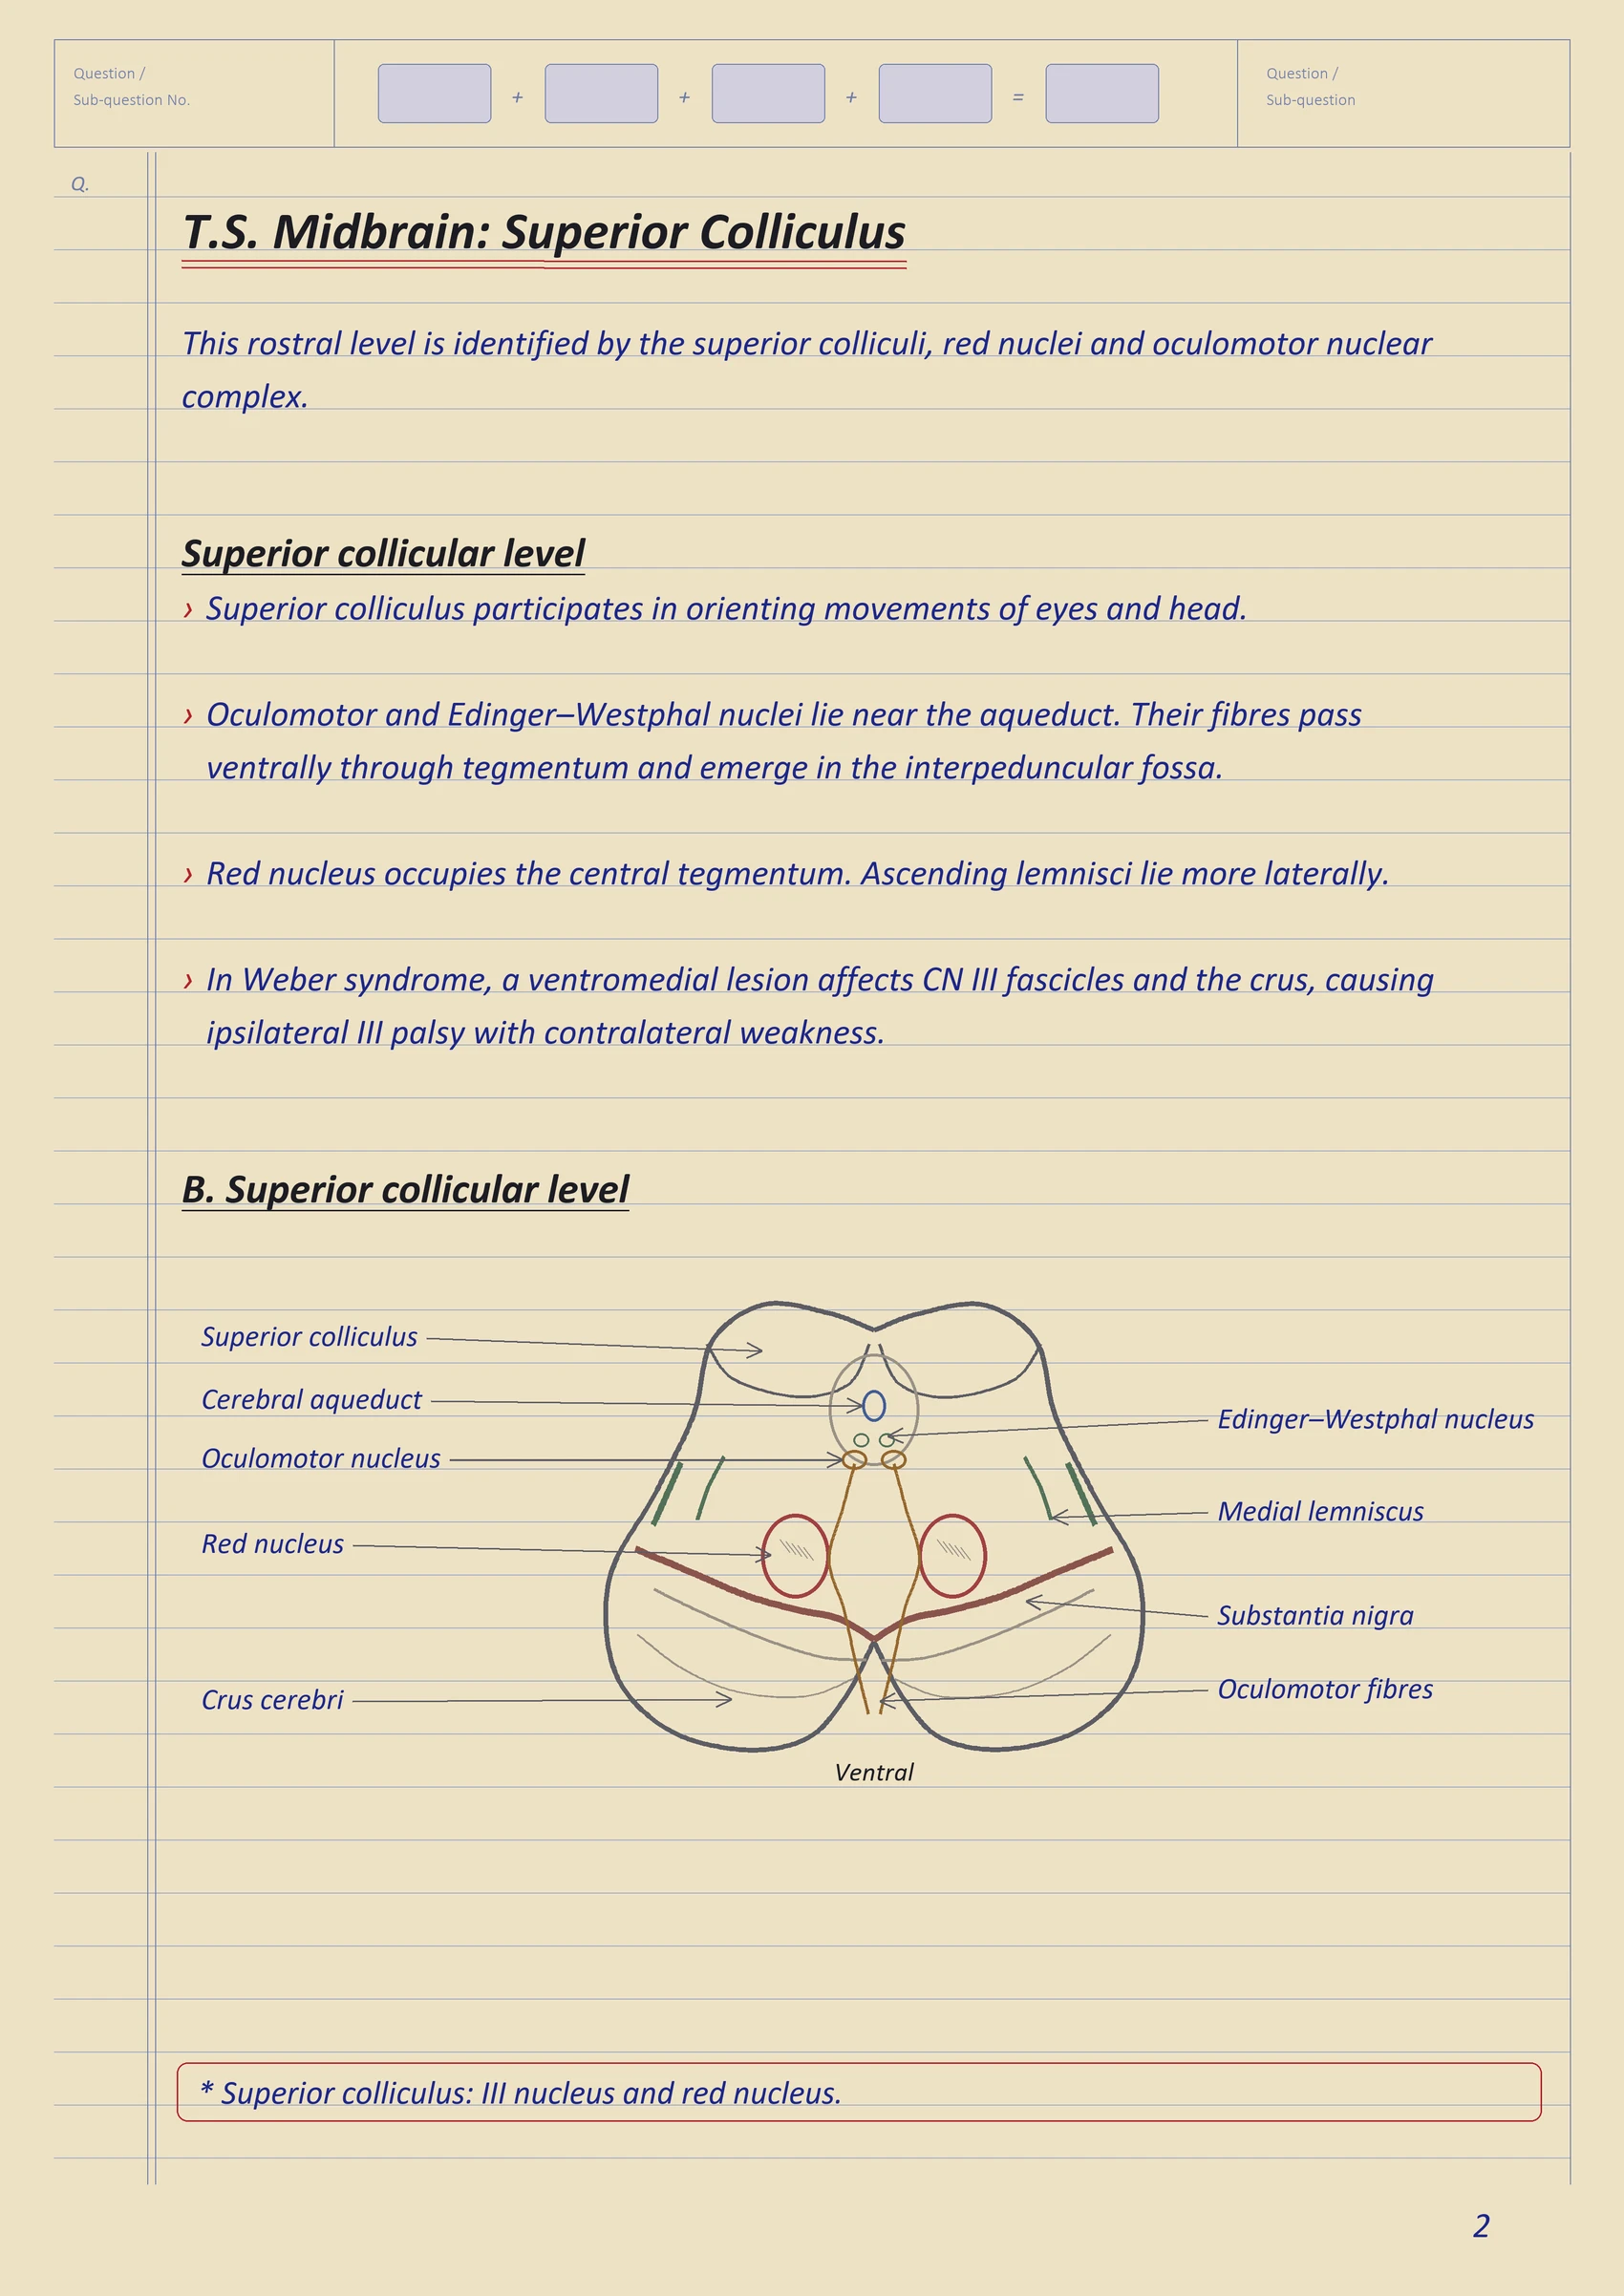 Question /
Sub-question No.
+ + + + =
Question /
Sub-question
Q.
T.S. Midbrain: Superior Colliculus
This rostral level is identified by the superior colliculi, red nuclei and oculomotor nuclear
complex.
Superior collicular level
› Superior colliculus participates in orienting movements of eyes and head.
› Oculomotor and Edinger–Westphal nuclei lie near the aqueduct. Their fibres pass
ventrally through tegmentum and emerge in the interpeduncular fossa.
› Red nucleus occupies the central tegmentum. Ascending lemnisci lie more laterally.
› In Weber syndrome, a ventromedial lesion affects CN III fascicles and the crus, causing
ipsilateral III palsy with contralateral weakness.
B. Superior collicular level
Superior colliculus
Cerebral aqueduct
Oculomotor nucleus
Red nucleus
Crus cerebri
Edinger–Westphal nucleus
Medial lemniscus
Substantia nigra
Oculomotor fibres
Ventral
* Superior colliculus: III nucleus and red nucleus.
2